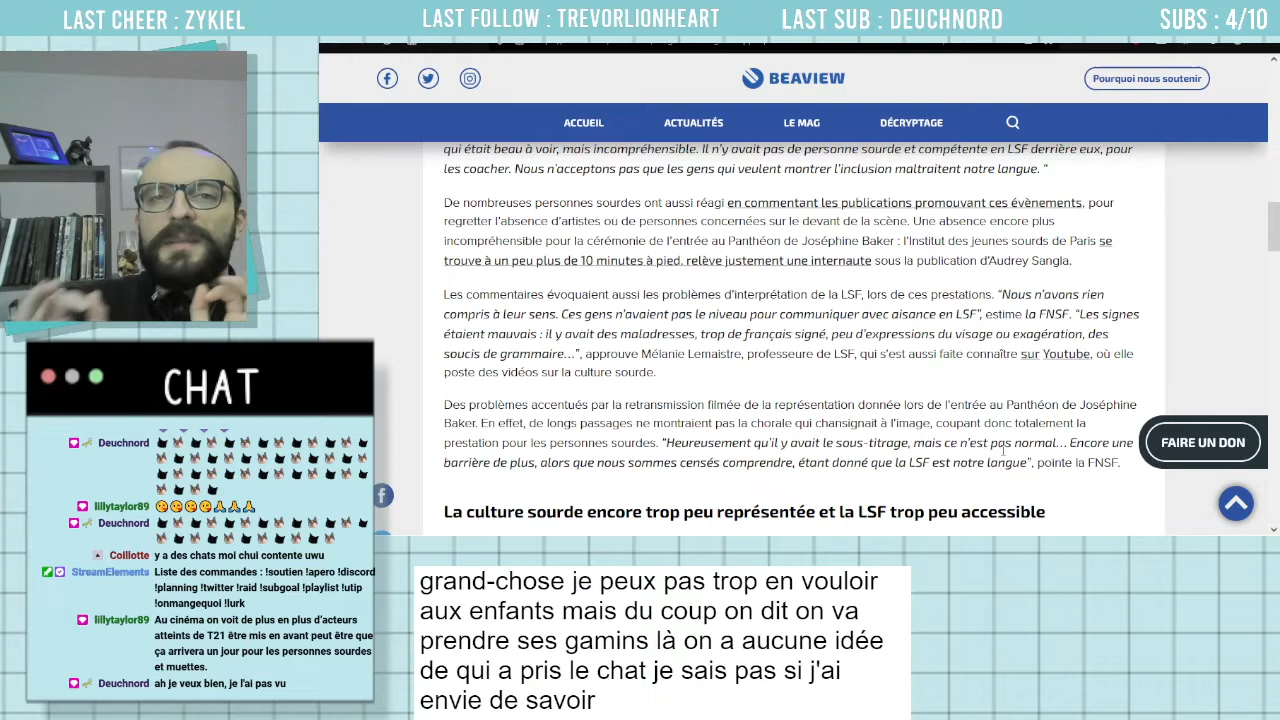 LAST CHEER : ZYKIEL
LAST FOLLOW : TREVORLIONHEART
LAST SUB : DEUCHNORD
SUBS : 4/10
BEAVIEW
Pourquoi nous soutenir
ACCUEIL
ACTUALITÉS
LE MAG
DÉCRYPTAGE
qui était beau à voir, mais incompréhensible. Il n'y avait pas de personne sourde et compétente en LSF derrière eux, pour
les coacher. Nous n'acceptons pas que les gens qui veulent montrer l'inclusion maltraitent notre langue. “
De nombreuses personnes sourdes ont aussi réagi en commentant les publications promouvant ces évènements, pour
regretter l'absence d'artistes ou de personnes concernées sur le devant de la scène. Une absence encore plus
incompréhensible pour la cérémonie de l'entrée au Panthéon de Joséphine Baker : l'Institut des jeunes sourds de Paris se
trouve à un peu plus de 10 minutes à pied, relève justement une internaute sous la publication d'Audrey Sangla.
Les commentaires évoquaient aussi les problèmes d'interprétation de la LSF, lors de ces prestations. “Nous n'avons rien
compris à leur sens. Ces gens n'avaient pas le niveau pour communiquer avec aisance en LSF”, estime la FNSF. “Les signes
étaient mauvais : il y avait des maladresses, trop de français signé, peu d'expressions du visage ou exagération, des
soucis de grammaire…”, approuve Mélanie Lemaistre, professeure de LSF, qui s'est aussi faite connaître sur Youtube, où elle
poste des vidéos sur la culture sourde.
Des problèmes accentués par la retransmission filmée de la représentation donnée lors de l'entrée au Panthéon de Joséphine
Baker. En effet, de longs passages ne montraient pas la chorale qui chansignait à l'image, coupant donc totalement la
prestation pour les personnes sourdes. “Heureusement qu'il y avait le sous-titrage, mais ce n'est pas normal… Encore une
barrière de plus, alors que nous sommes censés comprendre, étant donné que la LSF est notre langue”, pointe la FNSF.
FAIRE UN DON
La culture sourde encore trop peu représentée et la LSF trop peu accessible
CHAT
Deuchnord
lillytaylor89
Deuchnord
Coillotte y a des chats moi chui contente uwu
StreamElements Liste des commandes : !soutien !apero !discord
!planning !twitter !raid !subgoal !playlist !utip
!onmangequoi !lurk
lillytaylor89 Au cinéma on voit de plus en plus d'acteurs
atteints de T21 être mis en avant peut être que
ça arrivera un jour pour les personnes sourdes
et muettes.
Deuchnord ah je veux bien, je l'ai pas vu
grand-chose je peux pas trop en vouloir
aux enfants mais du coup on dit on va
prendre ses gamins là on a aucune idée
de qui a pris le chat je sais pas si j'ai
envie de savoir